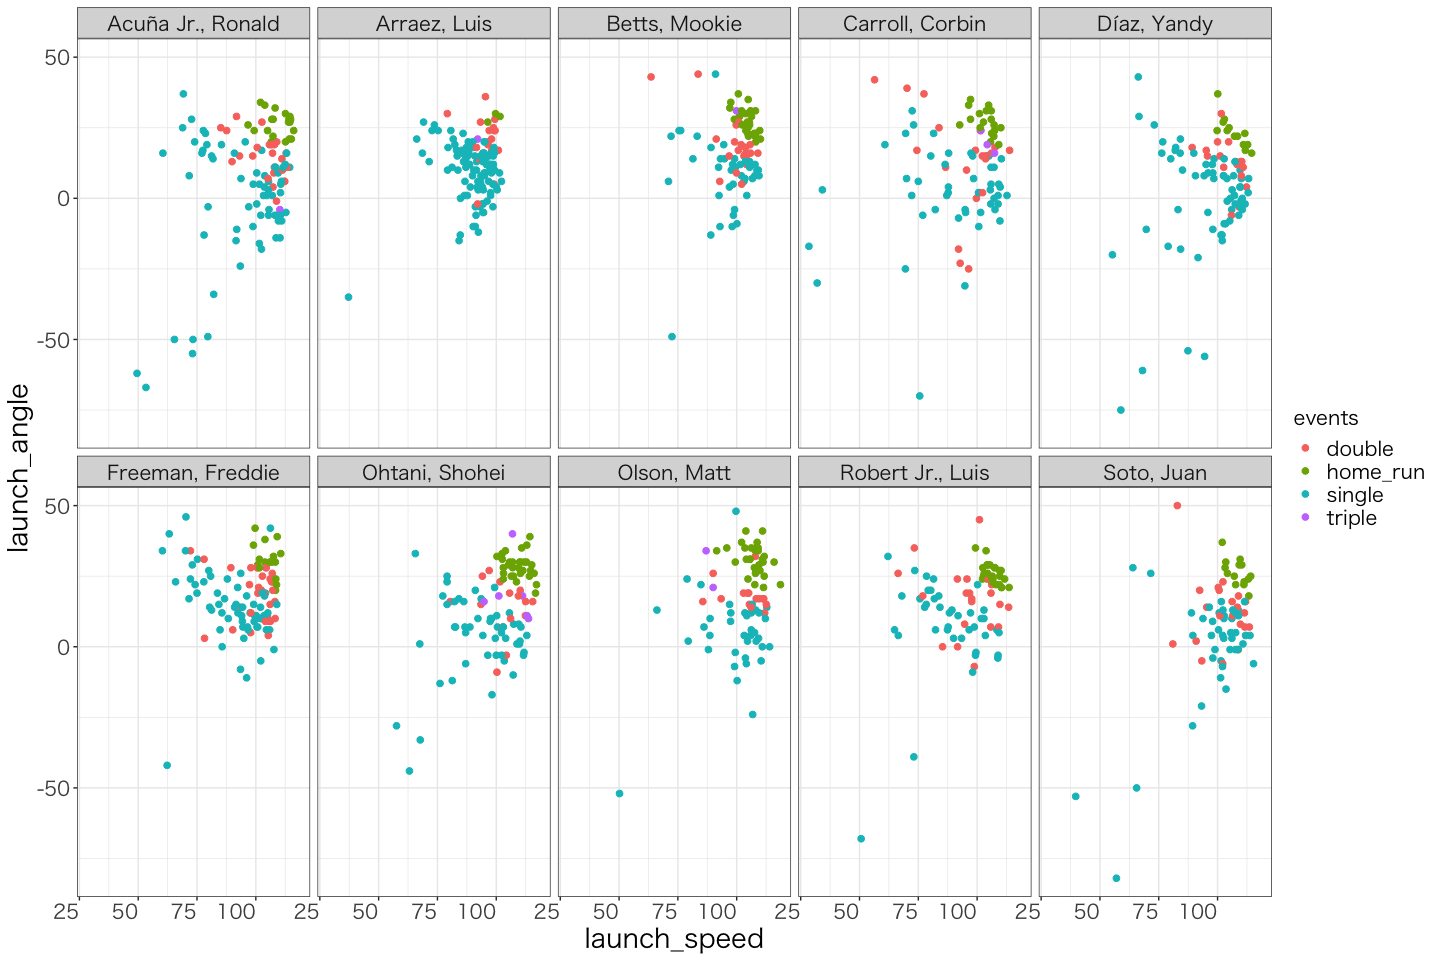 Acuña Jr., Ronald
Arraez, Luis
Betts, Mookie
Carroll, Corbin
Díaz, Yandy
50
0
-50
Freeman, Freddie
Ohtani, Shohei
Olson, Matt
Robert Jr., Luis
Soto, Juan
50
0
-50
launch_angle
25 50 75 100 25 50 75 100 25 50 75 100 25 50 75 100 25 50 75 100
launch_speed
events
double
home_run
single
triple